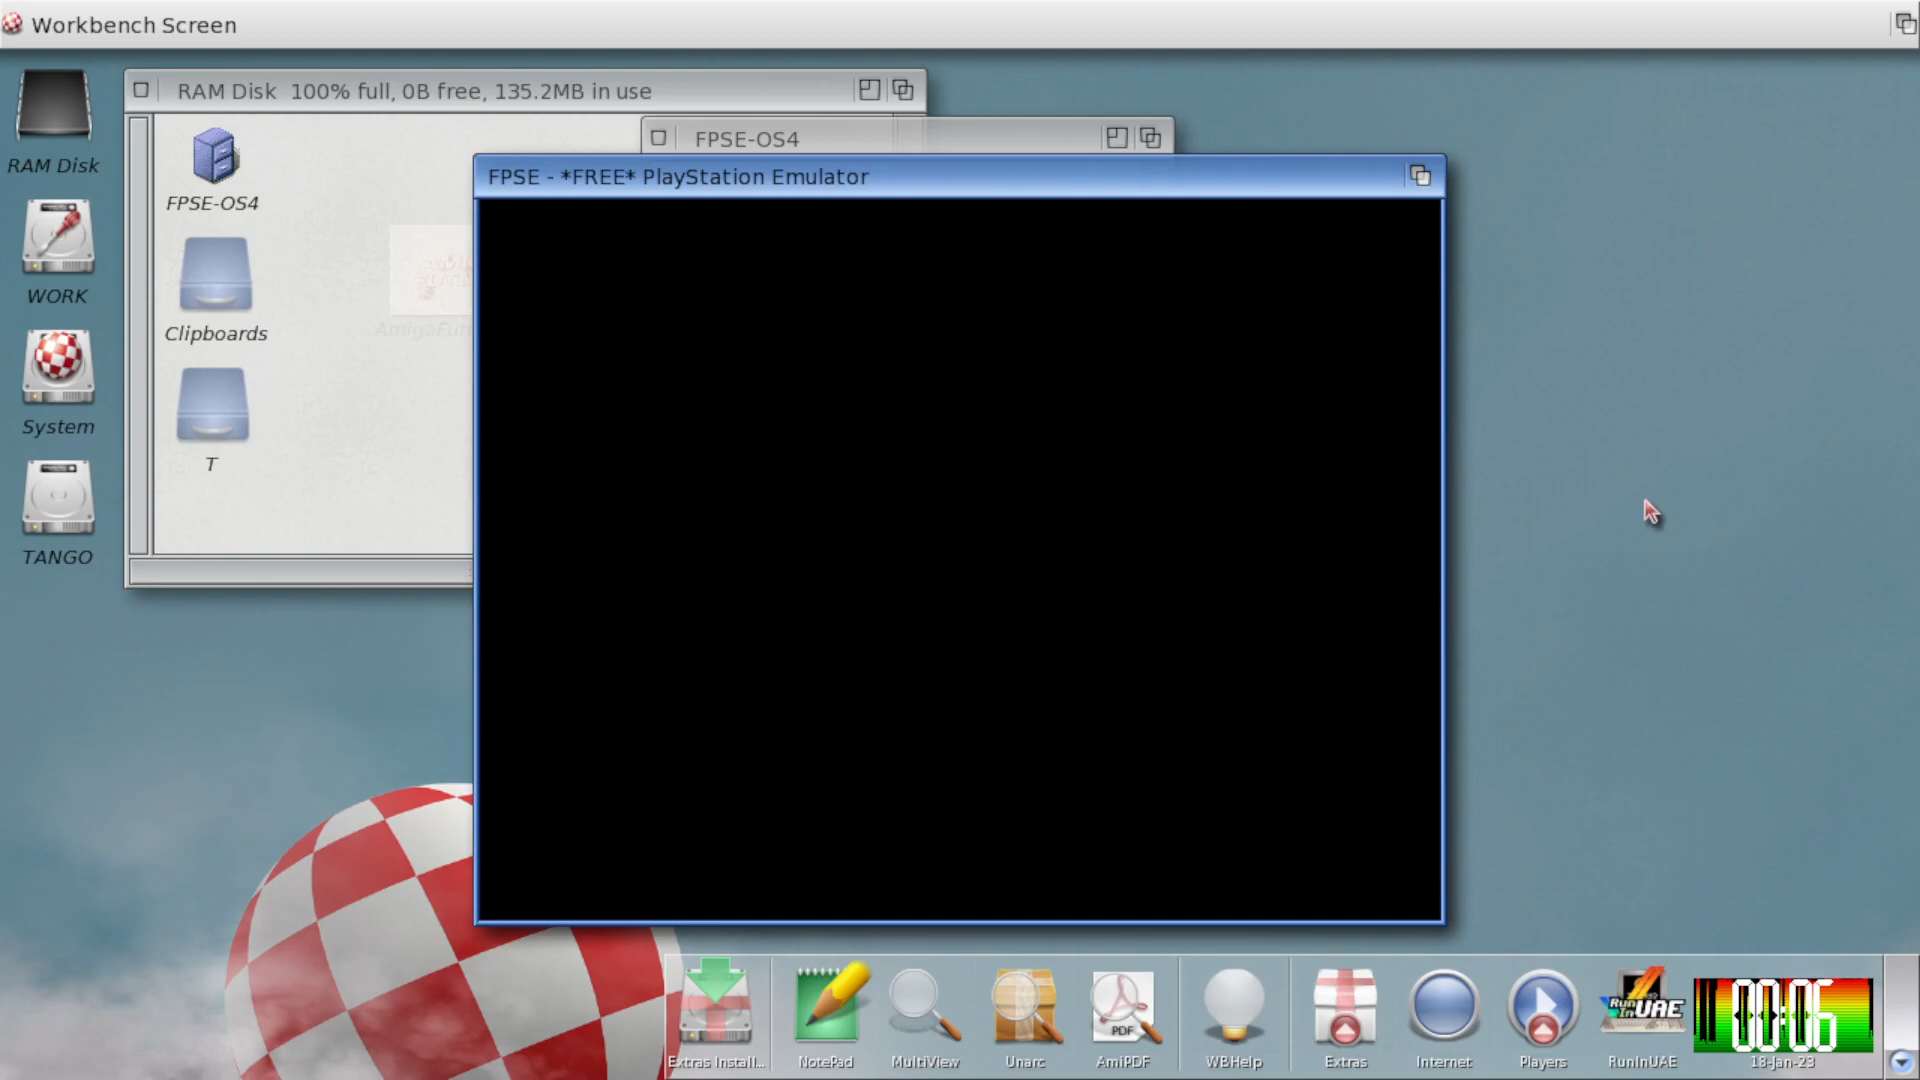 Workbench Screen
RAM Disk 100% full, 0B free, 135.2MB in use
FPSE-OS4
FPSE - *FREE* PlayStation Emulator
RAM Disk
WORK
System
TANGO
FPSE-OS4
Clipboards
T
AmigaFut
PDF
Run
In
UAE
00:06
Extras Install...
NotePad
MultiView
Unarc
AmiPDF
WBHelp
Extras
Internet
Players
RunInUAE
18-Jan-23